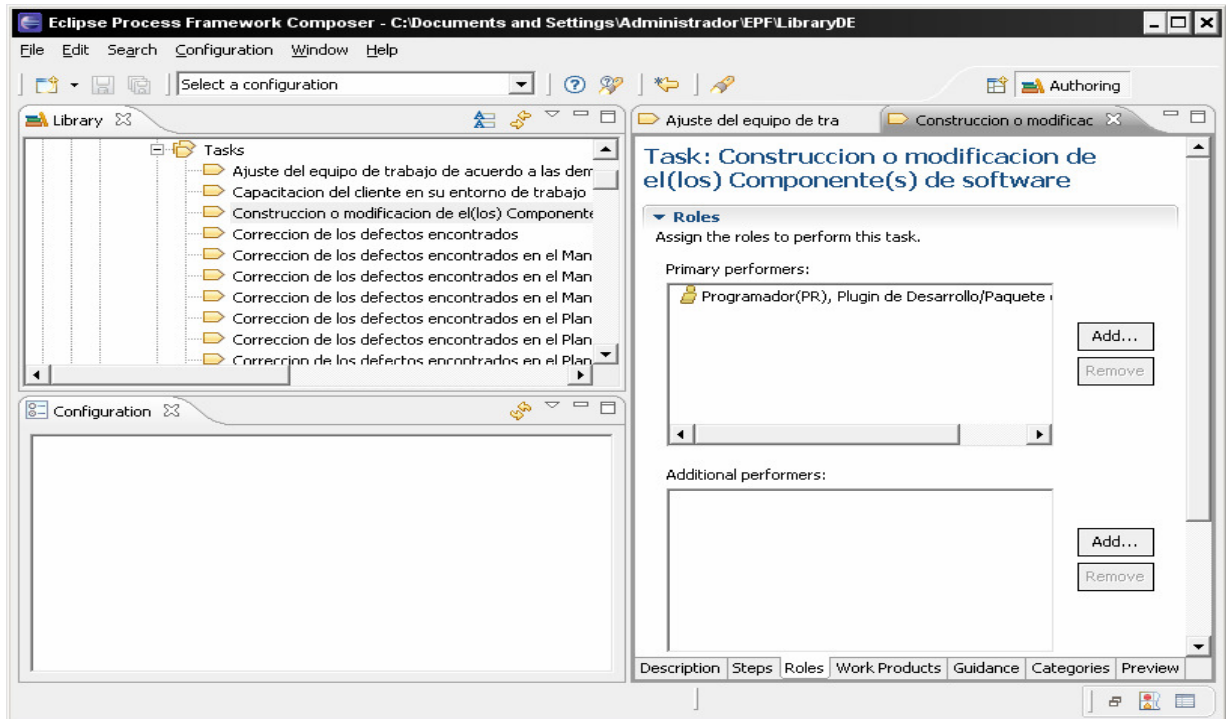 Eclipse Process Framework Composer - C:\Documents and Settings\Administrador\EPF\LibraryDE
File Edit Search Configuration Window Help
Select a configuration
Authoring
Library
Tasks
Ajuste del equipo de trabajo de acuerdo a las dem
Capacitacion del cliente en su entorno de trabajo
Construccion o modificacion de el(los) Componente
Correccion de los defectos encontrados
Correccion de los defectos encontrados en el Man
Correccion de los defectos encontrados en el Man
Correccion de los defectos encontrados en el Man
Correccion de los defectos encontrados en el Plan
Correccion de los defectos encontrados en el Plan
Correccion de los defectos encontrados en el Plan
Configuration
Ajuste del equipo de tra
Construccion o modificac
Task: Construccion o modificacion de
el(los) Componente(s) de software
Roles
Assign the roles to perform this task.
Primary performers:
Programador(PR), Plugin de Desarrollo/Paquete
Add...
Remove
Additional performers:
Add...
Remove
Description Steps Roles Work Products Guidance Categories Preview